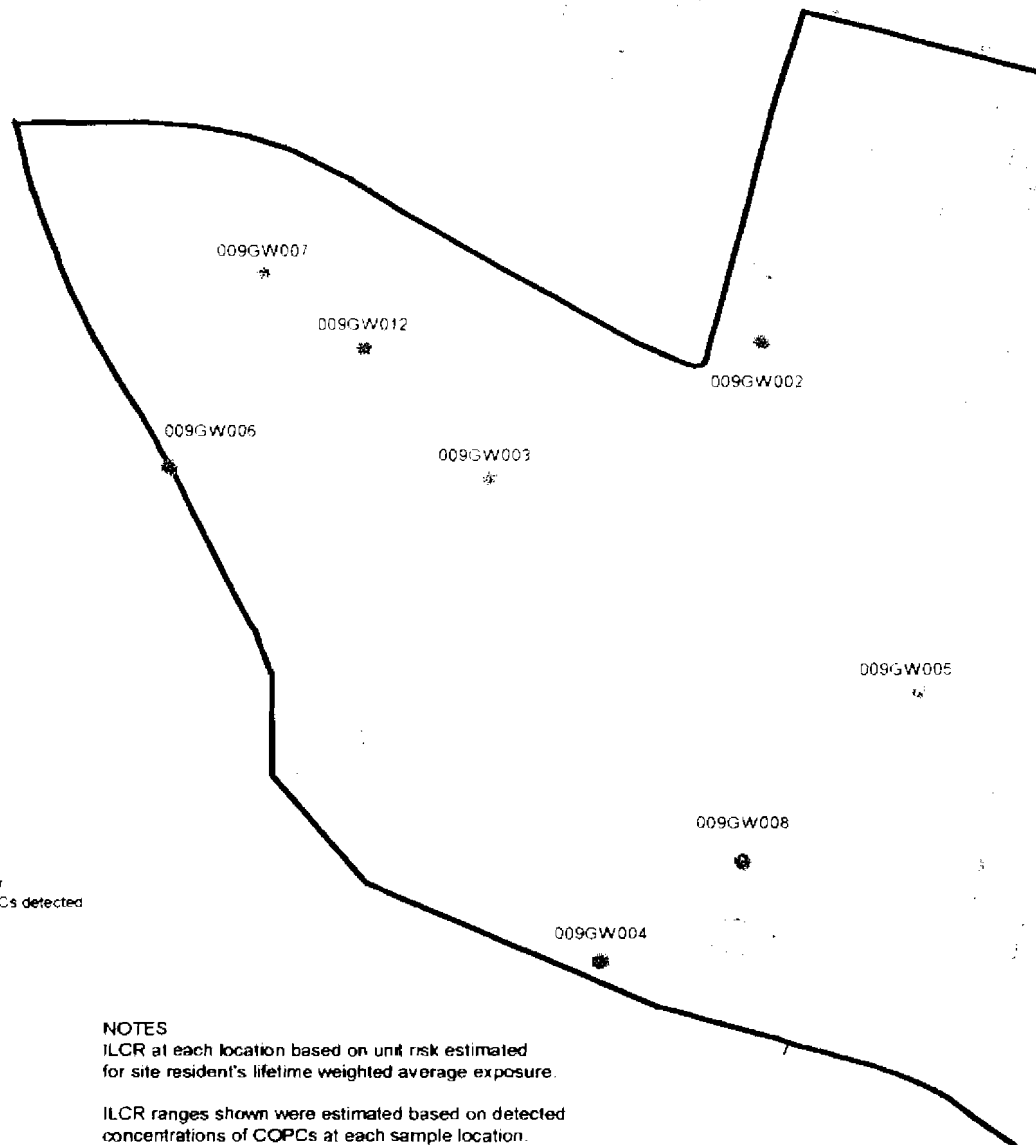 009GW007
009GW012
009GW002
009GW006
009GW003
009GW005
009GW008
Cs detected
009GW004
NOTES
ILCR at each location based on unit risk estimated
for site resident's lifetime weighted average exposure.
ILCR ranges shown were estimated based on detected
concentrations of COPCs at each sample location.